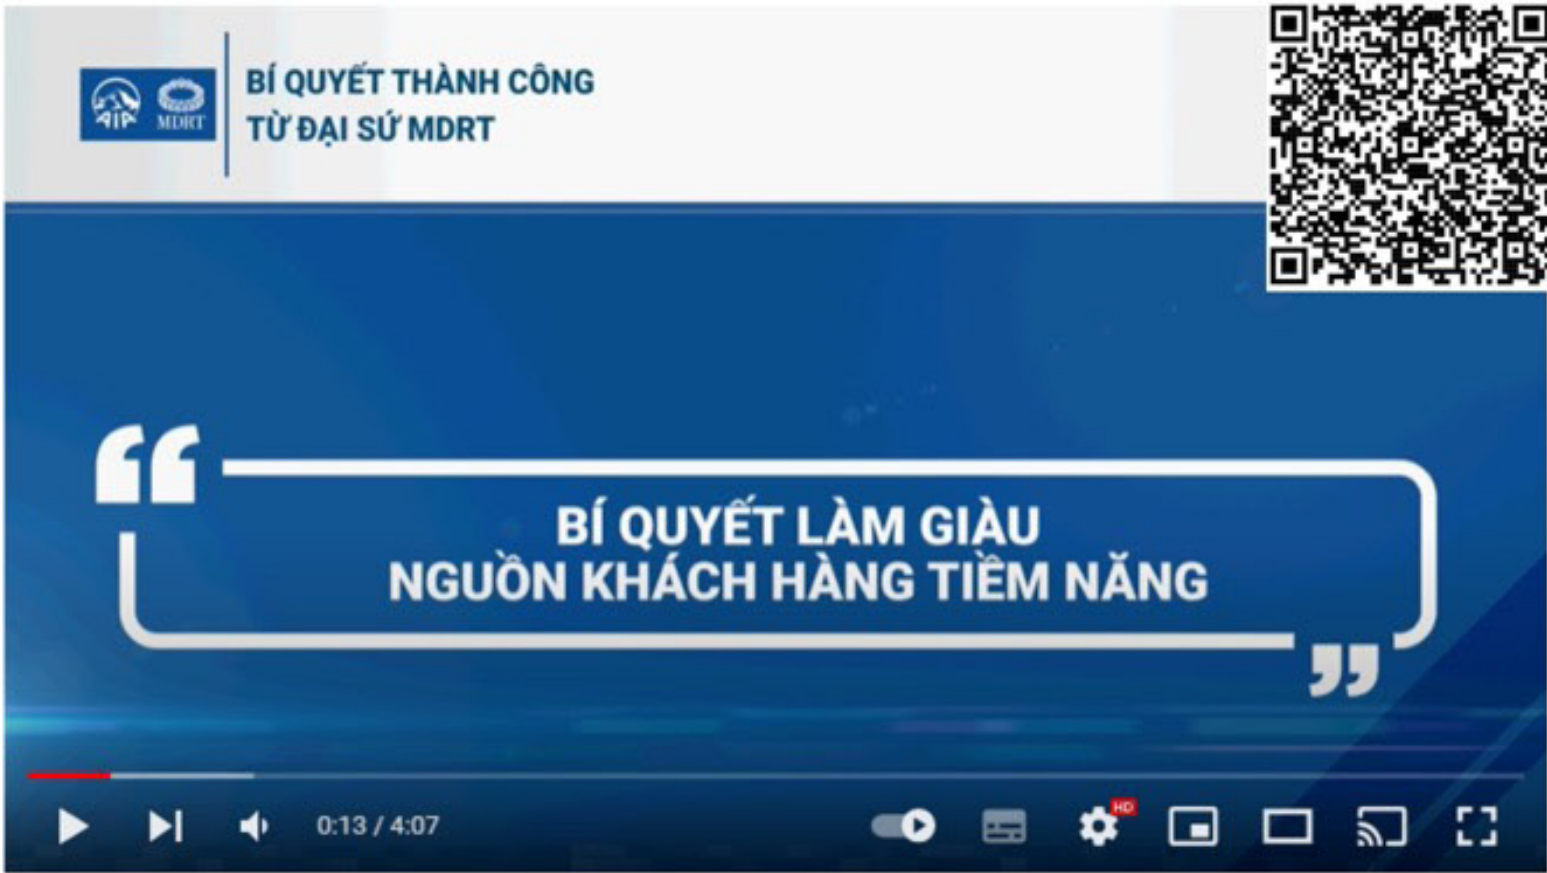 BÍ QUYẾT THÀNH CÔNG
TỪ ĐẠI SỨ MDRT
AIA
MDRT
“
BÍ QUYẾT LÀM GIÀU
NGUỒN KHÁCH HÀNG TIỀM NĂNG
”
0:13 / 4:07
HD